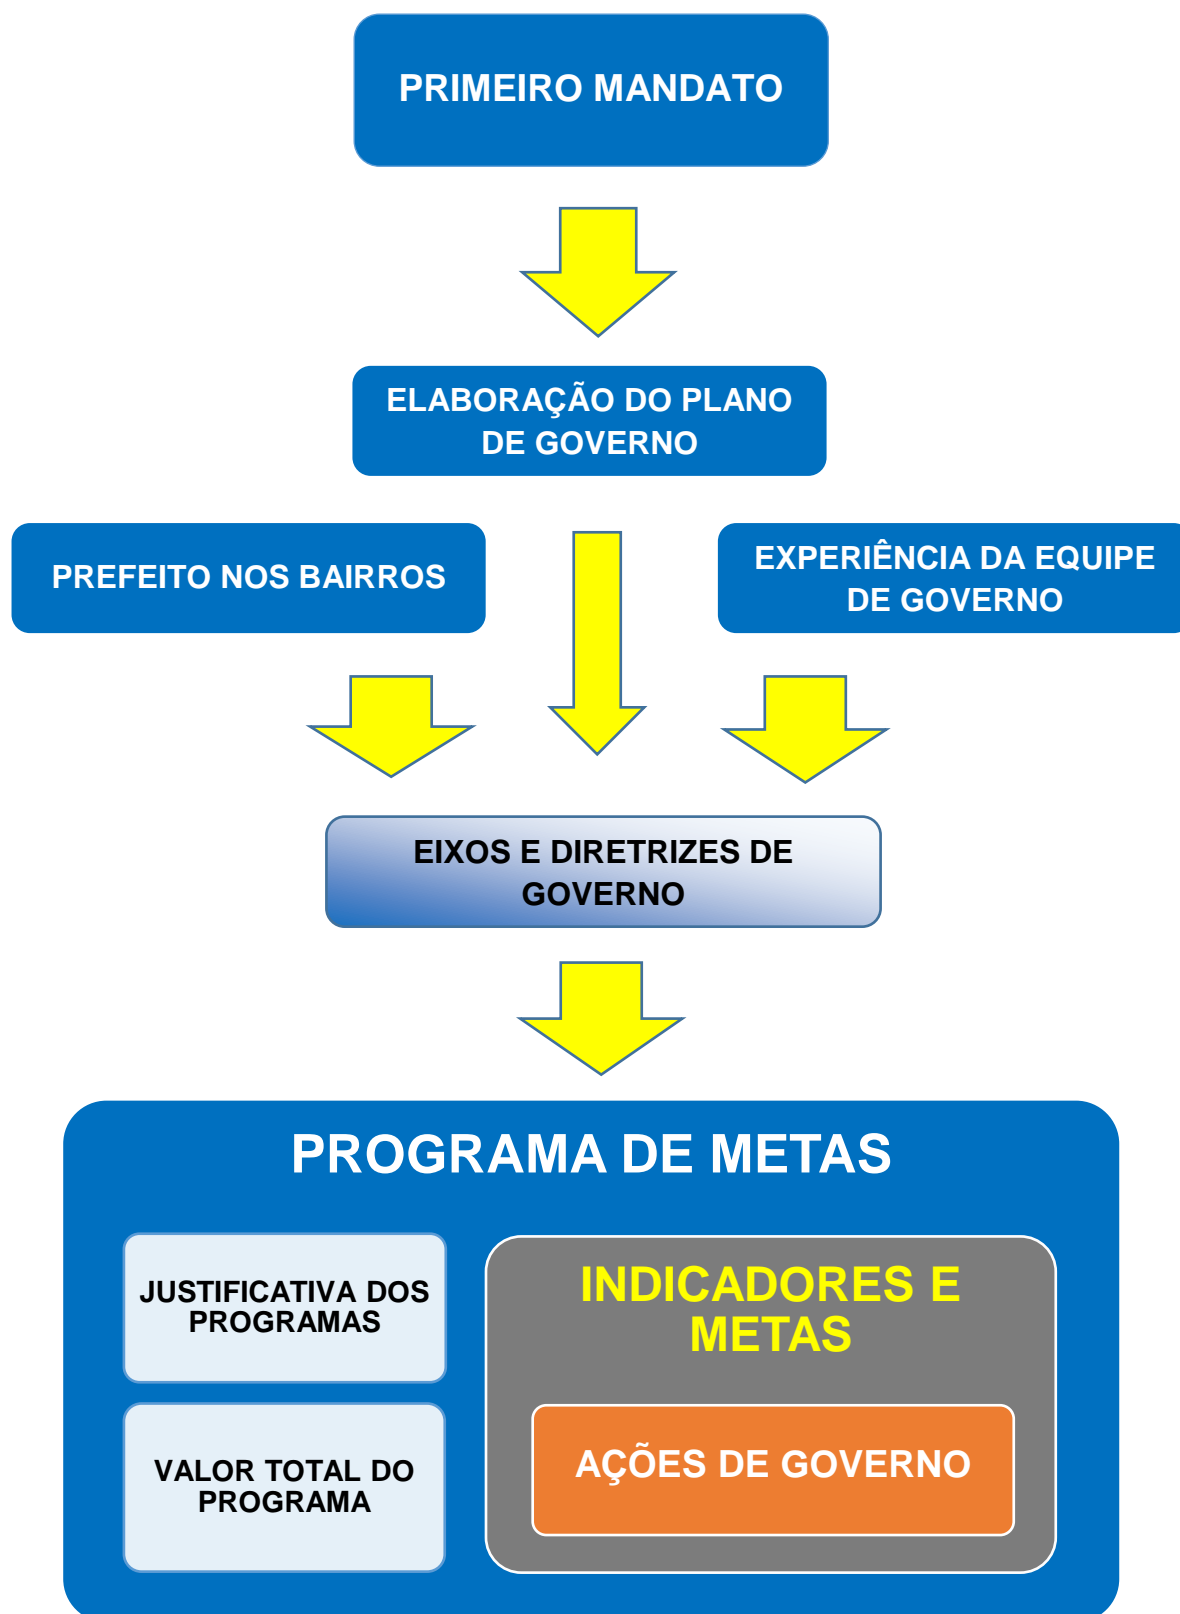 PRIMEIRO MANDATO
ELABORAÇÃO DO PLANO
DE GOVERNO
PREFEITO NOS BAIRROS
EXPERIÊNCIA DA EQUIPE
DE GOVERNO
EIXOS E DIRETRIZES DE
GOVERNO
PROGRAMA DE METAS
JUSTIFICATIVA DOS
PROGRAMAS
INDICADORES E
METAS
VALOR TOTAL DO
PROGRAMA
AÇÕES DE GOVERNO